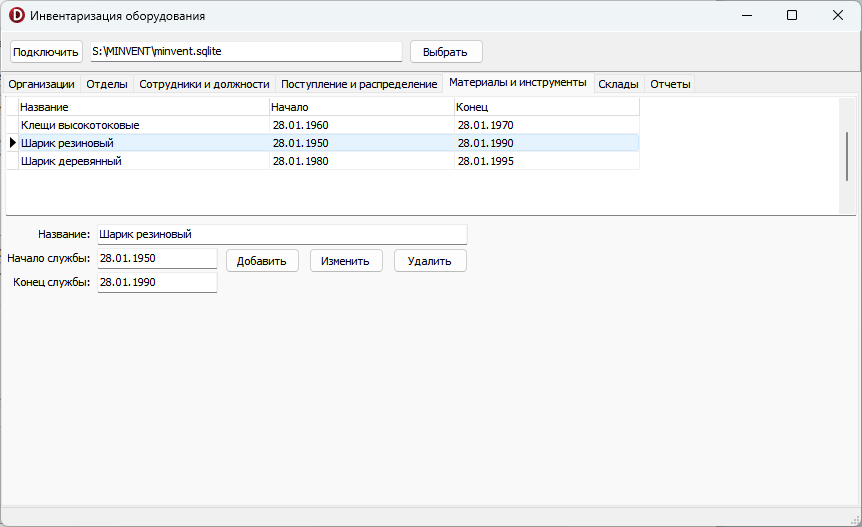 Инвентаризация оборудования
Подключить S:\MINVENT\minvent.sqlite Выбрать
Организации Отделы Сотрудники и должности Поступление и распределение Материалы и инструменты Склады Отчеты
Название Начало Конец
Клещи высокотоковые 28.01.1960 28.01.1970
Шарик резиновый 28.01.1950 28.01.1990
Шарик деревянный 28.01.1980 28.01.1995
Название: Шарик резиновый
Начало службы: 28.01.1950 Добавить Изменить Удалить
Конец службы: 28.01.1990